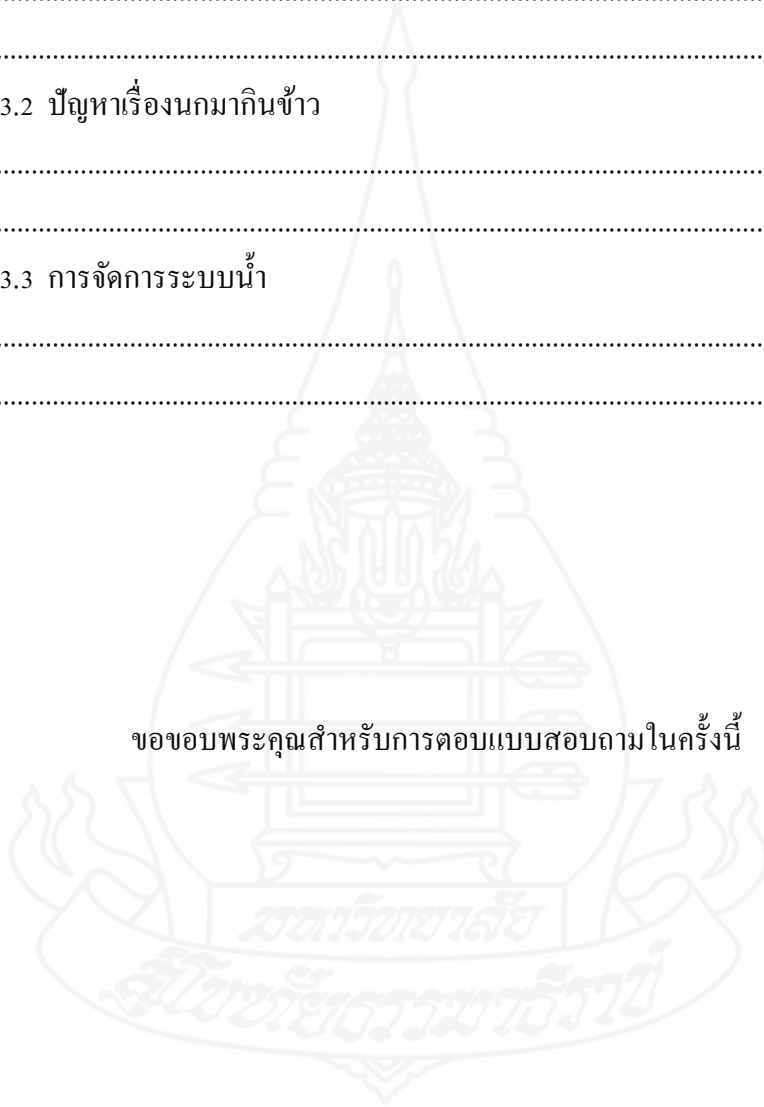 ................................................................................................
................................................................................................
3.2 ปัญหาเรื่องนกมากินข้าว
................................................................................................
................................................................................................
3.3 การจัดการระบบน้ำ
................................................................................................
................................................................................................
ขอขอบพระคุณสำหรับการตอบแบบสอบถามในครั้งนี้
มหาวิทยาลัย
สุโขทัยธรรมาธิราช